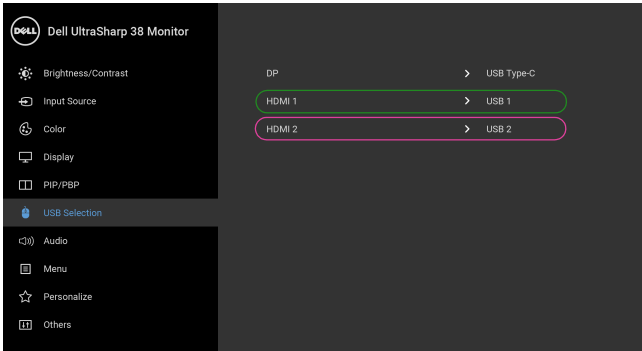 DELL Dell UltraSharp 38 Monitor
Brightness/Contrast
DP USB Type-C
Input Source
HDMI 1 USB 1
Color
HDMI 2 USB 2
Display
PIP/PBP
USB Selection
Audio
Menu
Personalize
Others